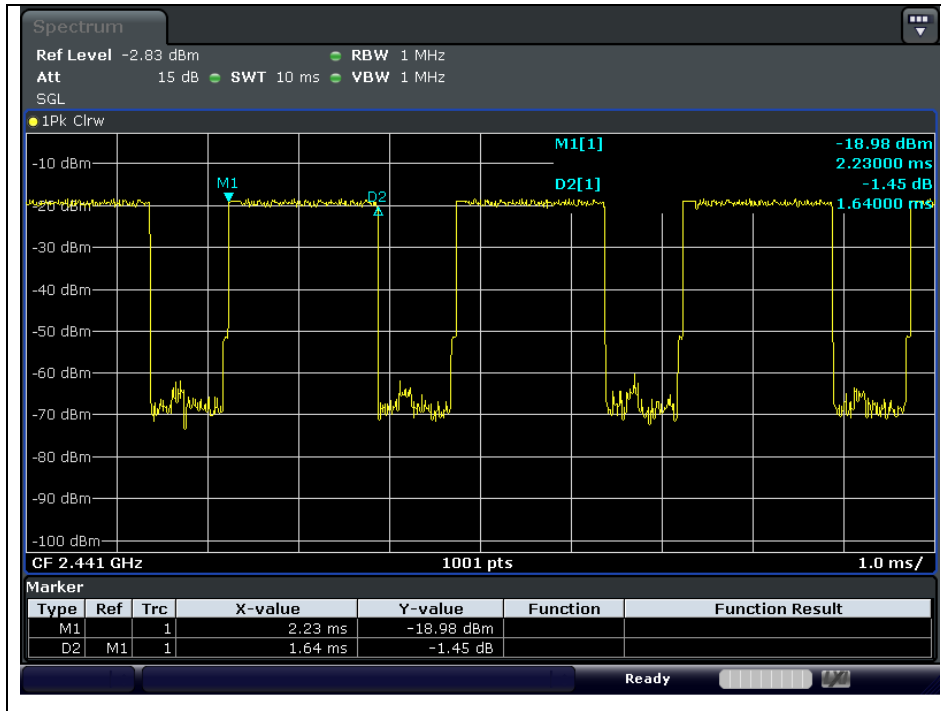 Spectrum
Ref Level -2.83 dBm RBW 1 MHz
Att 15 dB SWT 10 ms VBW 1 MHz
SGL
1Pk Clrw
M1[1] -18.98 dBm
2.23000 ms
D2[1] -1.45 dB
1.64000 ms
-10 dBm
M1
D2
-20 dBm
-30 dBm
-40 dBm
-50 dBm
-60 dBm
-70 dBm
-80 dBm
-90 dBm
-100 dBm
CF 2.441 GHz 1001 pts 1.0 ms/
Marker
Type Ref Trc X-value Y-value Function Function Result
M1 1 2.23 ms -18.98 dBm
D2 M1 1 1.64 ms -1.45 dB
Ready